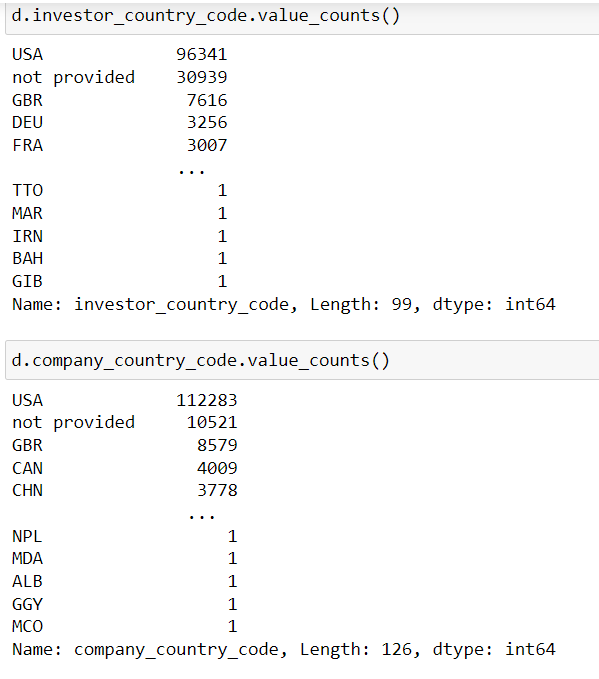 d.investor_country_code.value_counts()
USA 96341
not provided 30939
GBR 7616
DEU 3256
FRA 3007
...
TTO 1
MAR 1
IRN 1
BAH 1
GIB 1
Name: investor_country_code, Length: 99, dtype: int64
d.company_country_code.value_counts()
USA 112283
not provided 10521
GBR 8579
CAN 4009
CHN 3778
...
NPL 1
MDA 1
ALB 1
GGY 1
MCO 1
Name: company_country_code, Length: 126, dtype: int64